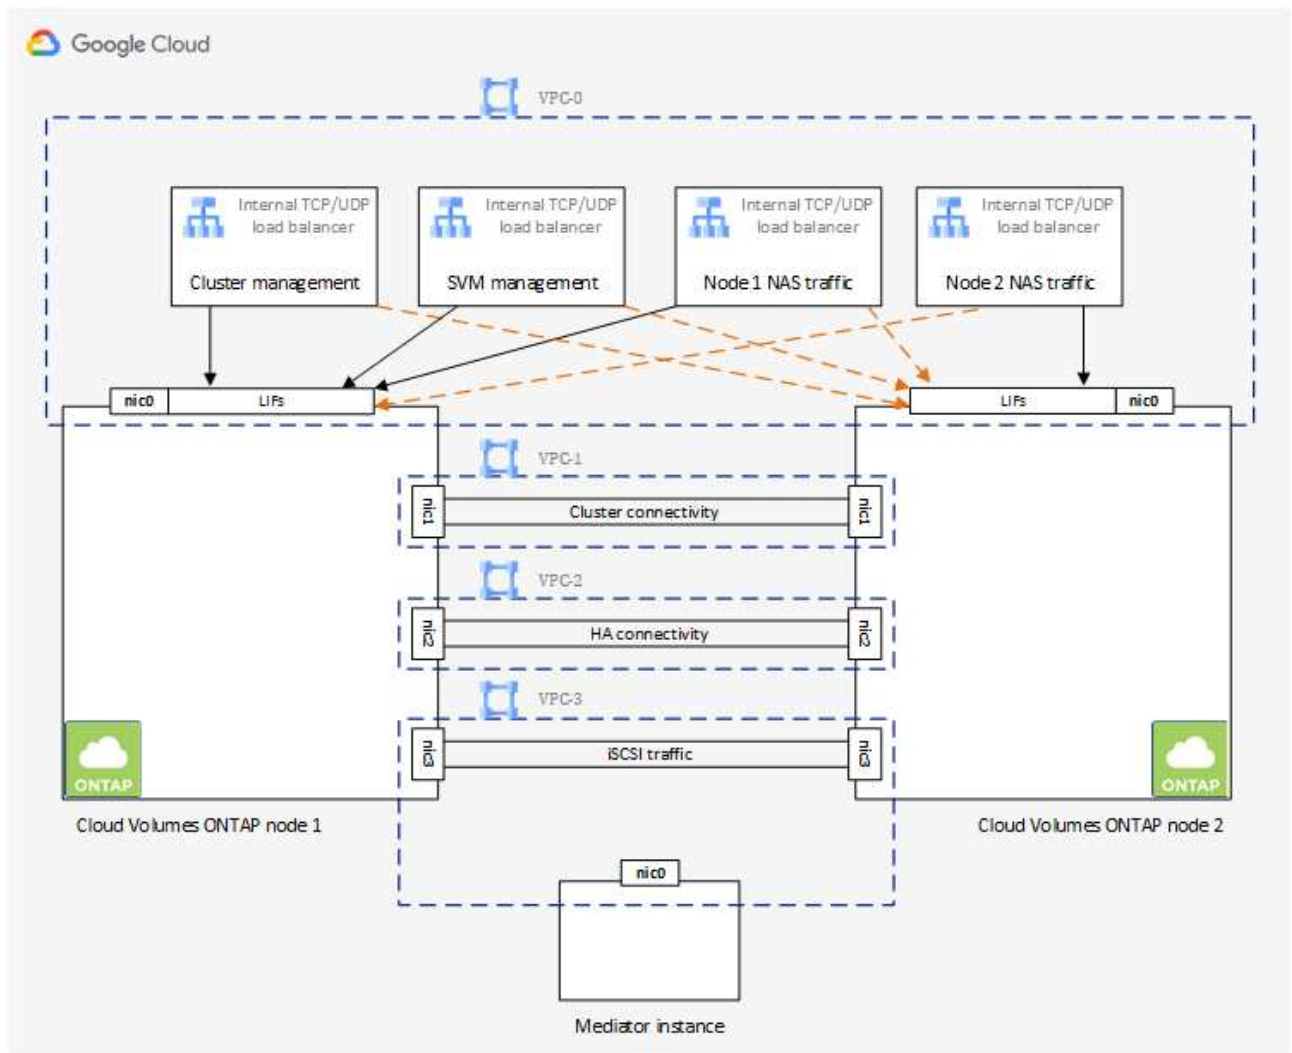 Google Cloud
VPC-0
Internal TCP/UDP
load balancer
Cluster management
Internal TCP/UDP
load balancer
SVM management
Internal TCP/UDP
load balancer
Node 1 NAS traffic
Internal TCP/UDP
load balancer
Node 2 NAS traffic
nic0
LIFs
LIFs
nic0
VPC-1
nic1
Cluster connectivity
nic1
VPC-2
nic2
HA connectivity
nic2
VPC-3
nic3
iSCSI traffic
nic3
ONTAP
ONTAP
Cloud Volumes ONTAP node 1
Cloud Volumes ONTAP node 2
nic0
Mediator instance